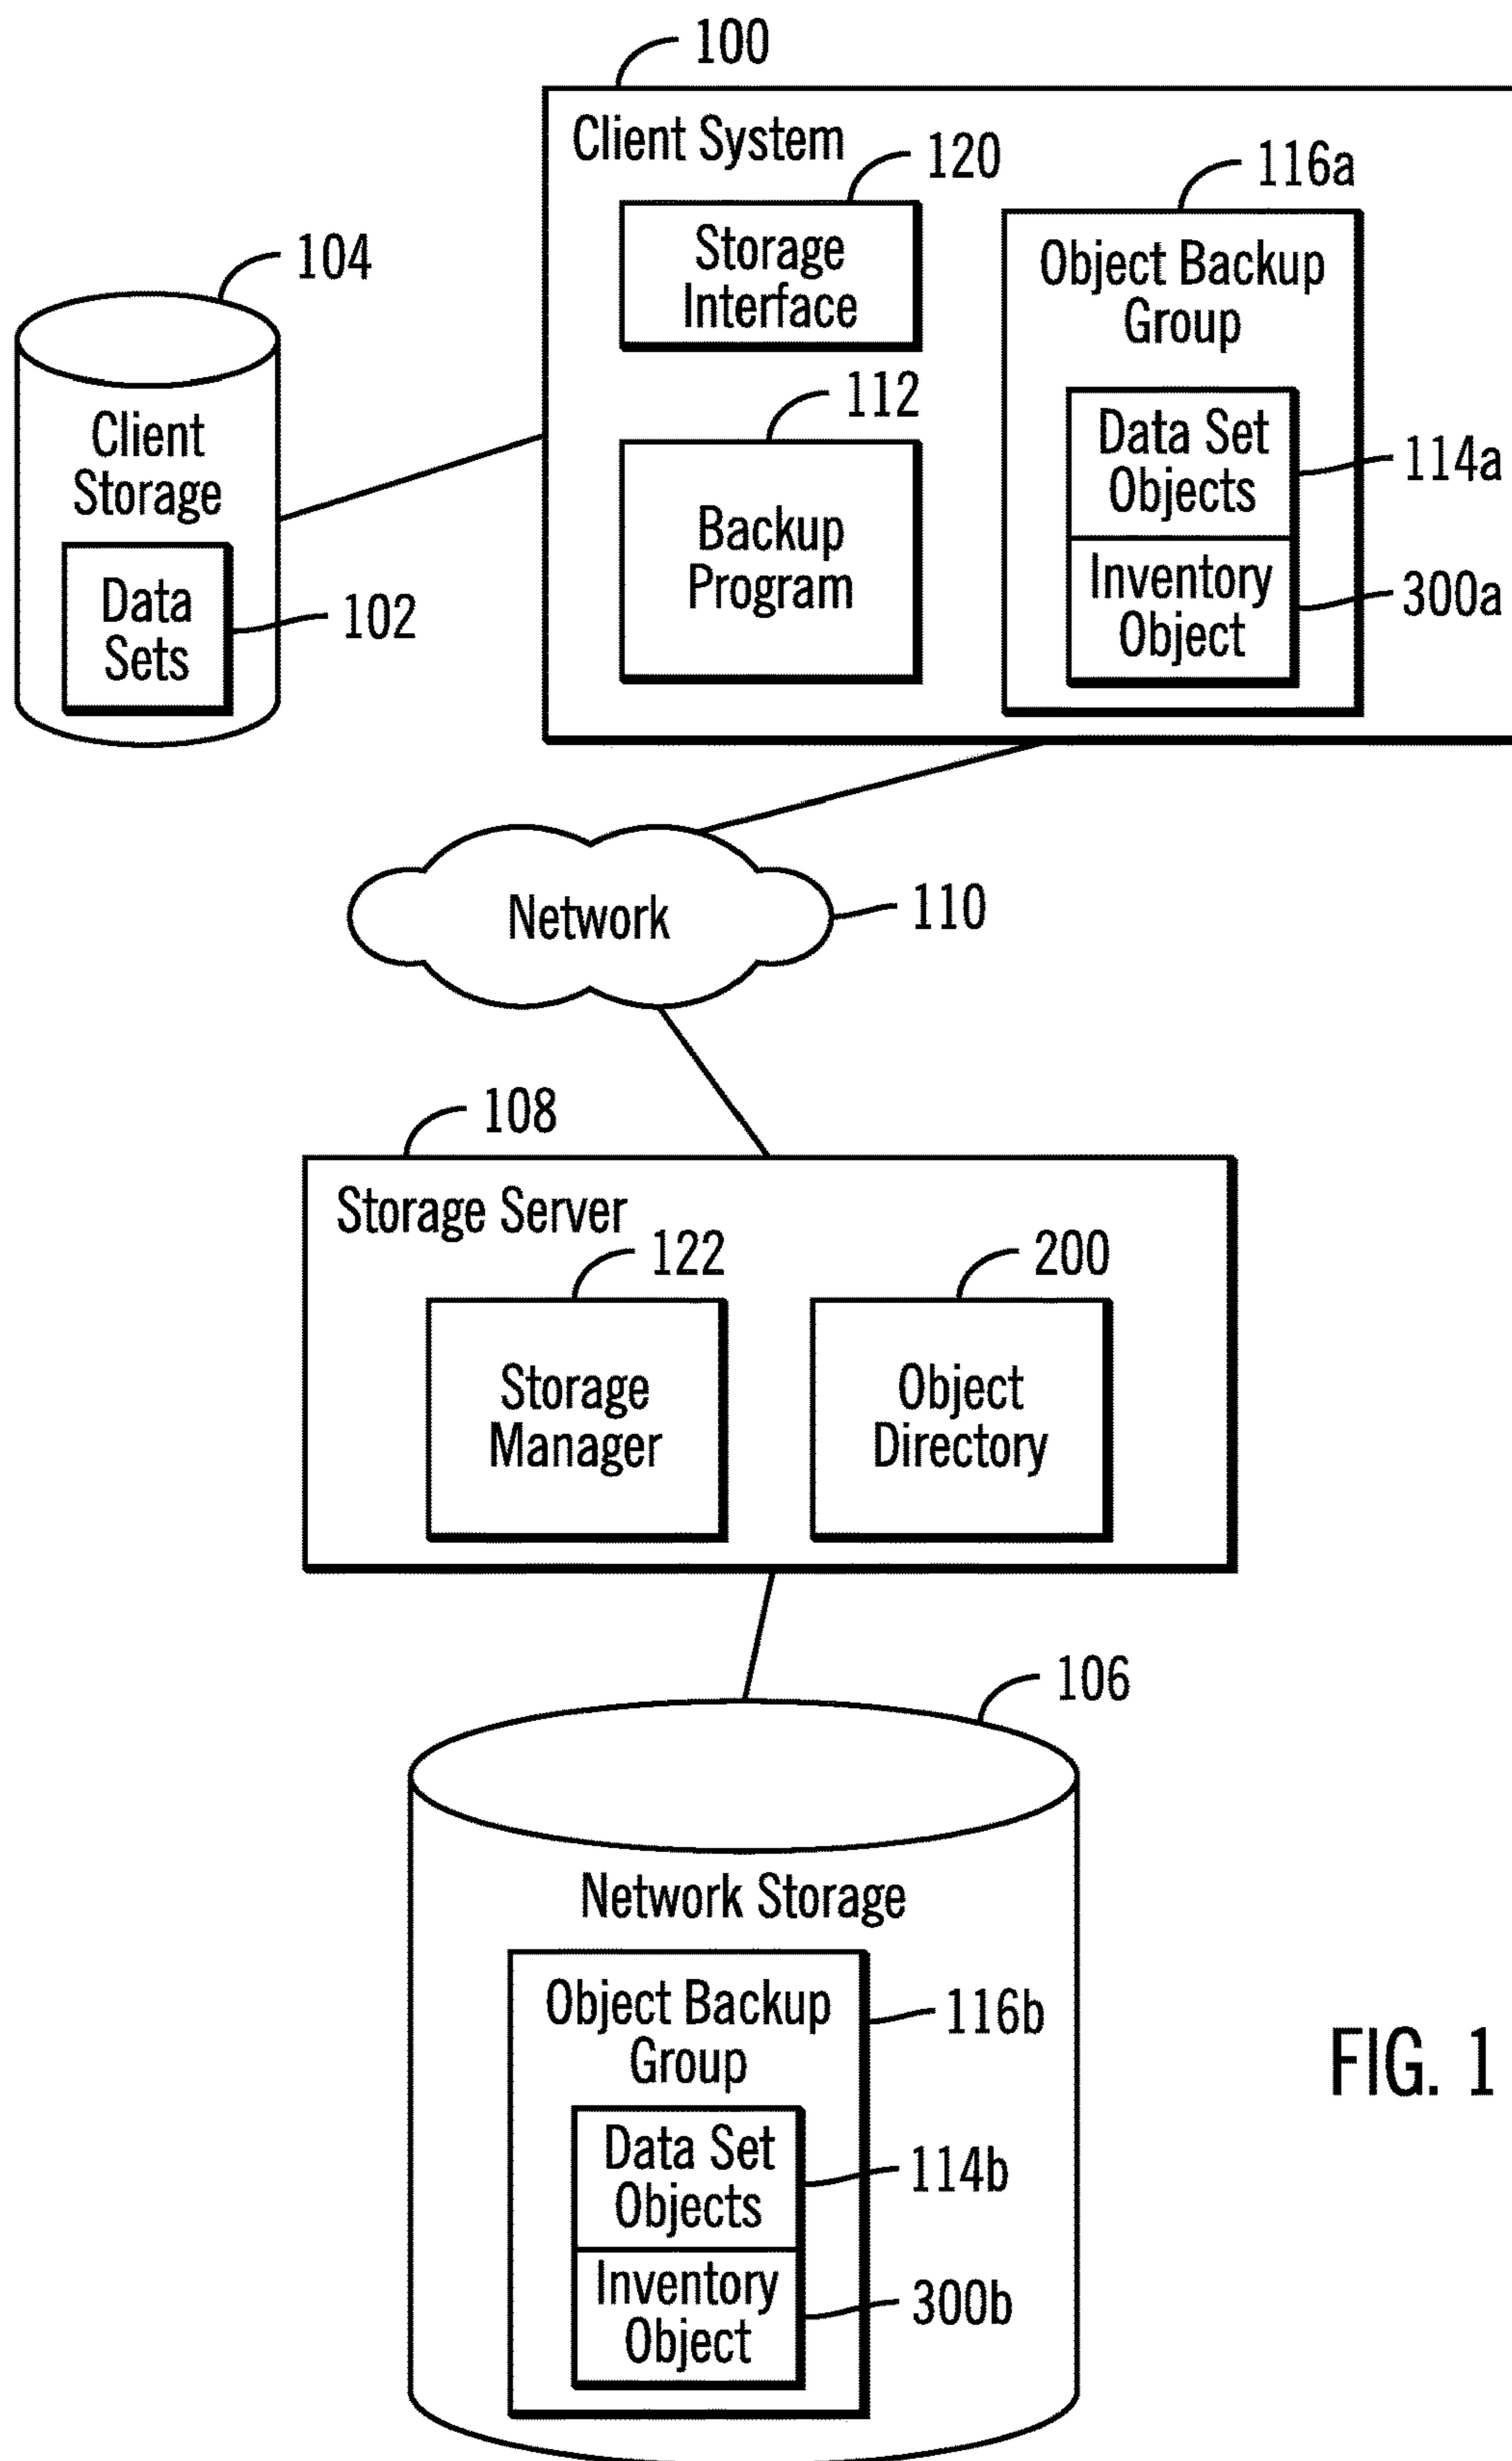 100
Client System
120
116a
Storage
Interface
Object Backup
Group
104
112
Client
Storage
Data Set
Objects
114a
Backup
Program
Inventory
Object
300a
Data
Sets
102
Network
110
108
Storage Server
122
200
Storage
Manager
Object
Directory
106
Network Storage
Object Backup
Group
116b
Data Set
Objects
114b
Inventory
Object
300b
FIG. 1